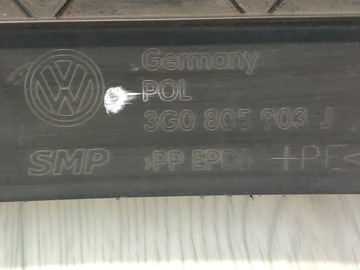 Germany
POL
3G0 805 903 J
SMP >PP EPDM +PE<